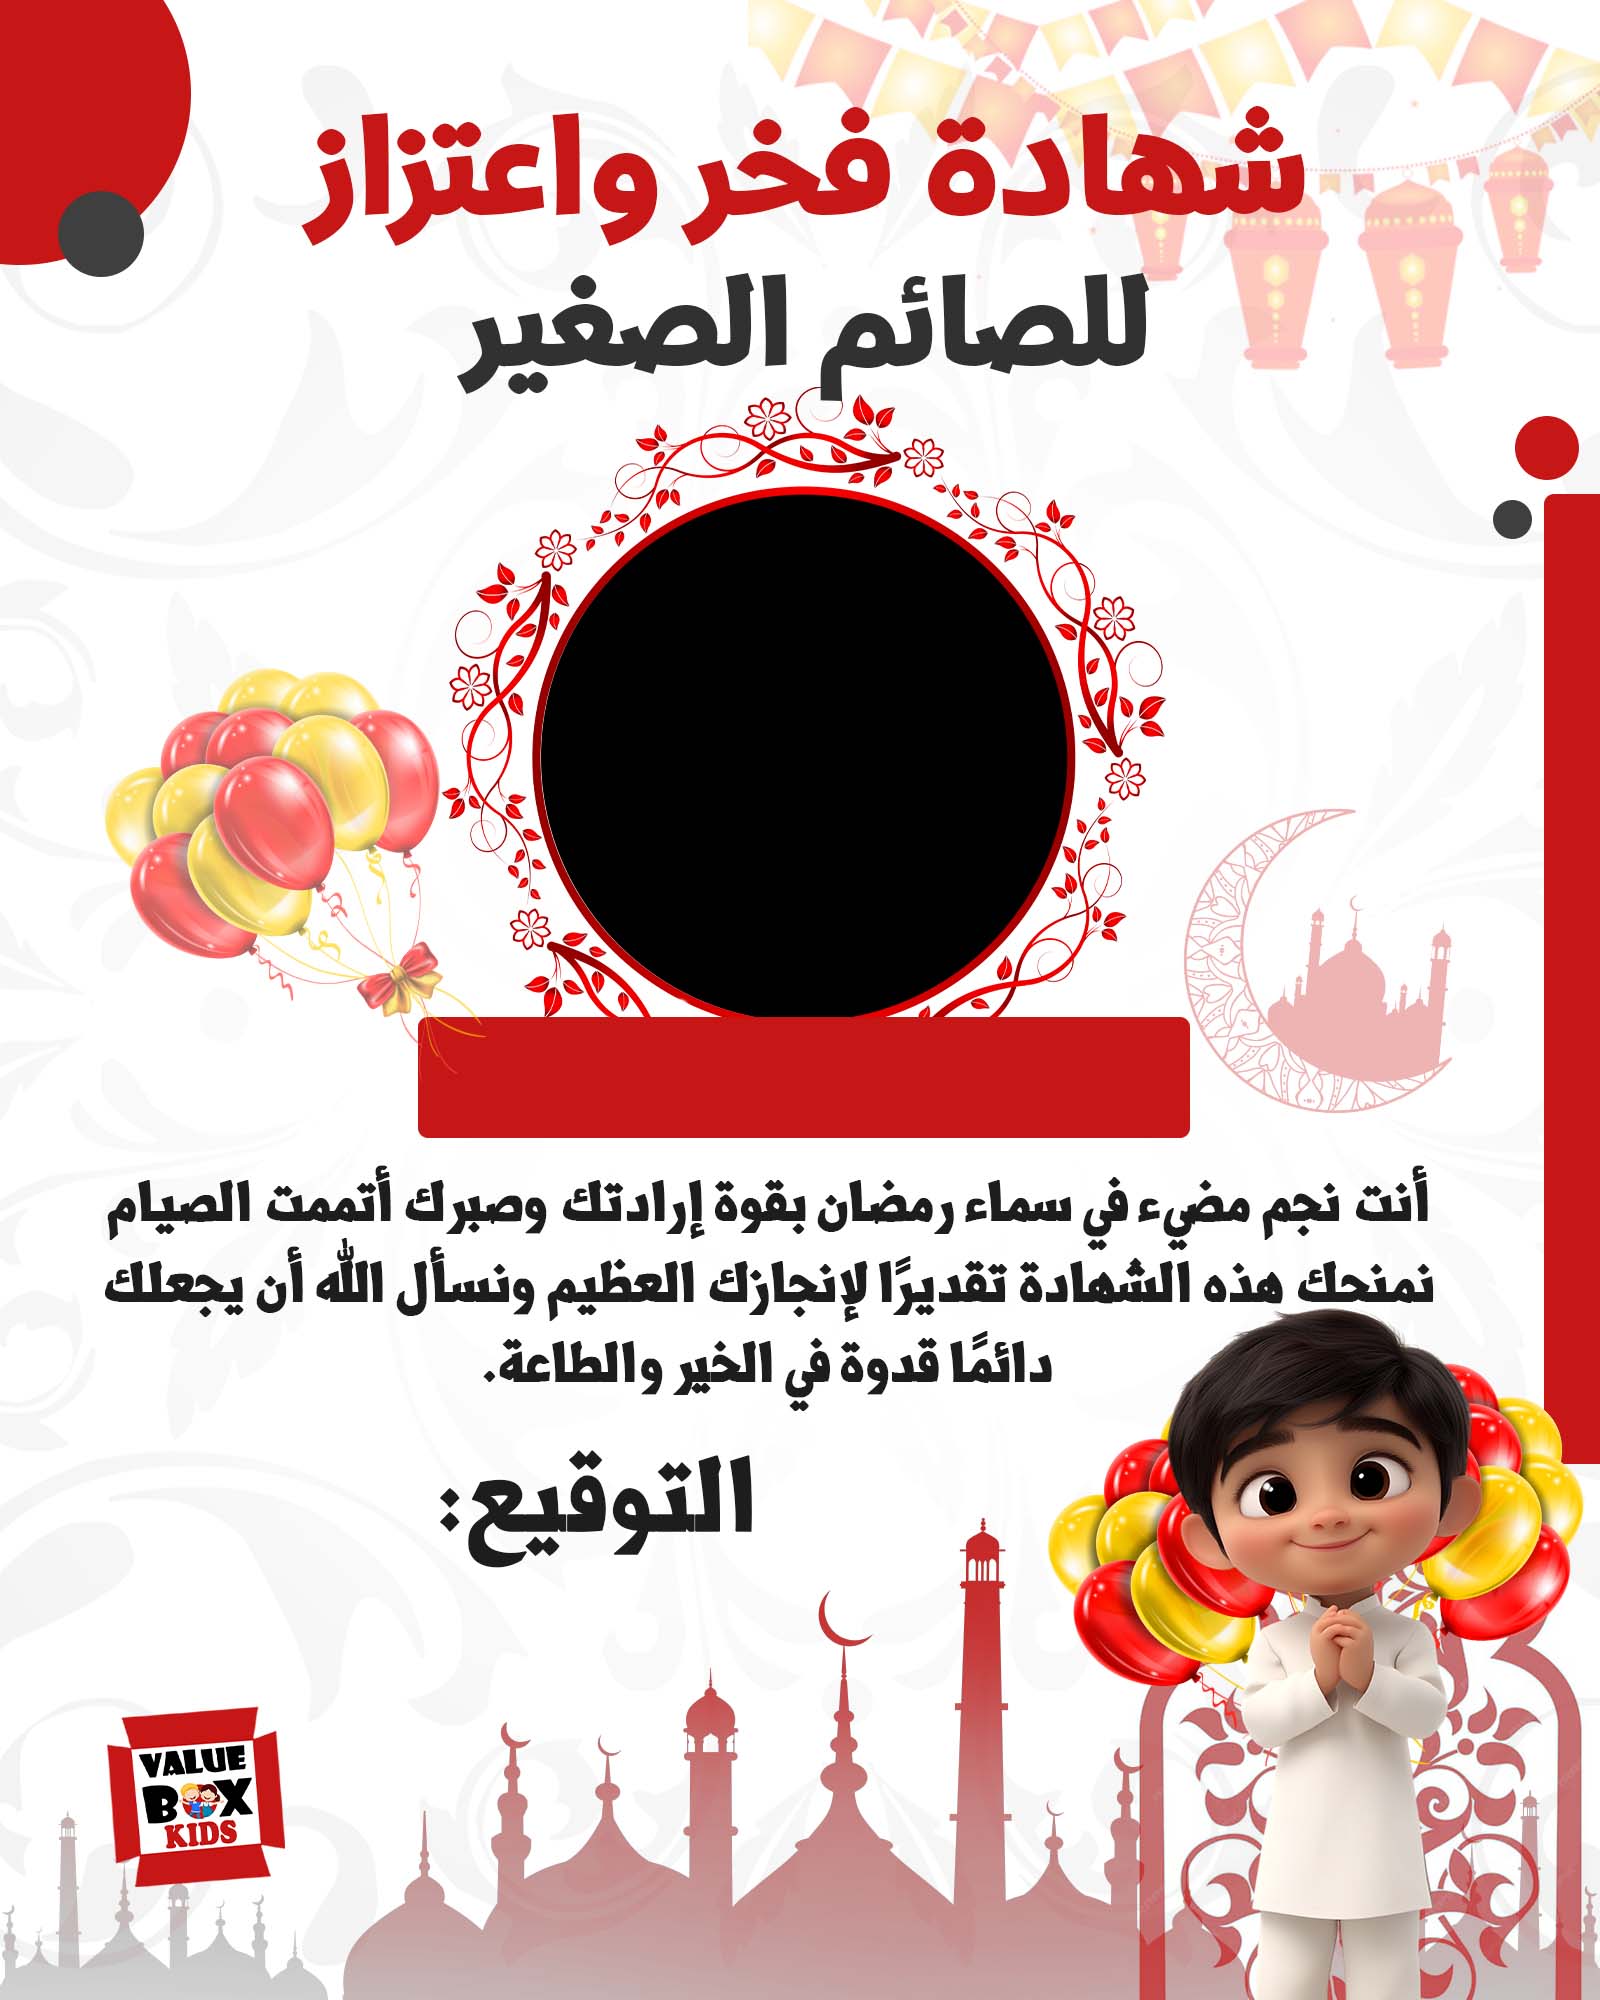 شهادة فخر واعتزاز
للصائم الصغير
أنت نجم مضيء في سماء رمضان بقوة إرادتك وصبرك أتممت الصيام
نمنحك هذه الشهادة تقديرًا لإنجازك العظيم ونسأل الله أن يجعلك
دائمًا قدوة في الخير والطاعة.
التوقيع:
VALUE
BOX
KIDS